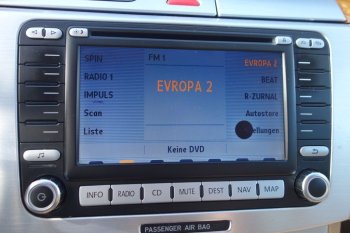 SPIN
FM 1
EVROPA 2
RADIO 1
BEAT
EVROPA 2
IMPULS
R-ZURNAL
Scan
Autostore
Liste
ellungen
Keine DVD
INFO RADIO CD MUTE DEST NAV MAP
PASSENGER AIR BAG